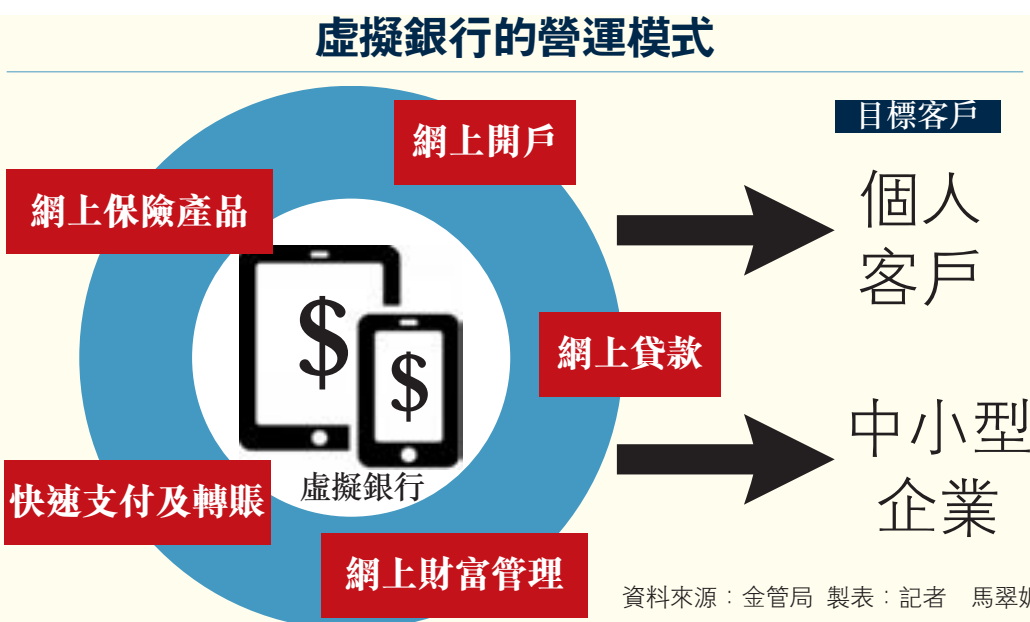 虛擬銀行的營運模式
目標客戶
網上開戶
網上保險產品
個人
客戶
$
$
網上貸款
中小型
企業
快速支付及轉賬
虛擬銀行
網上財富管理
資料來源：金管局 製表：記者 馬翠